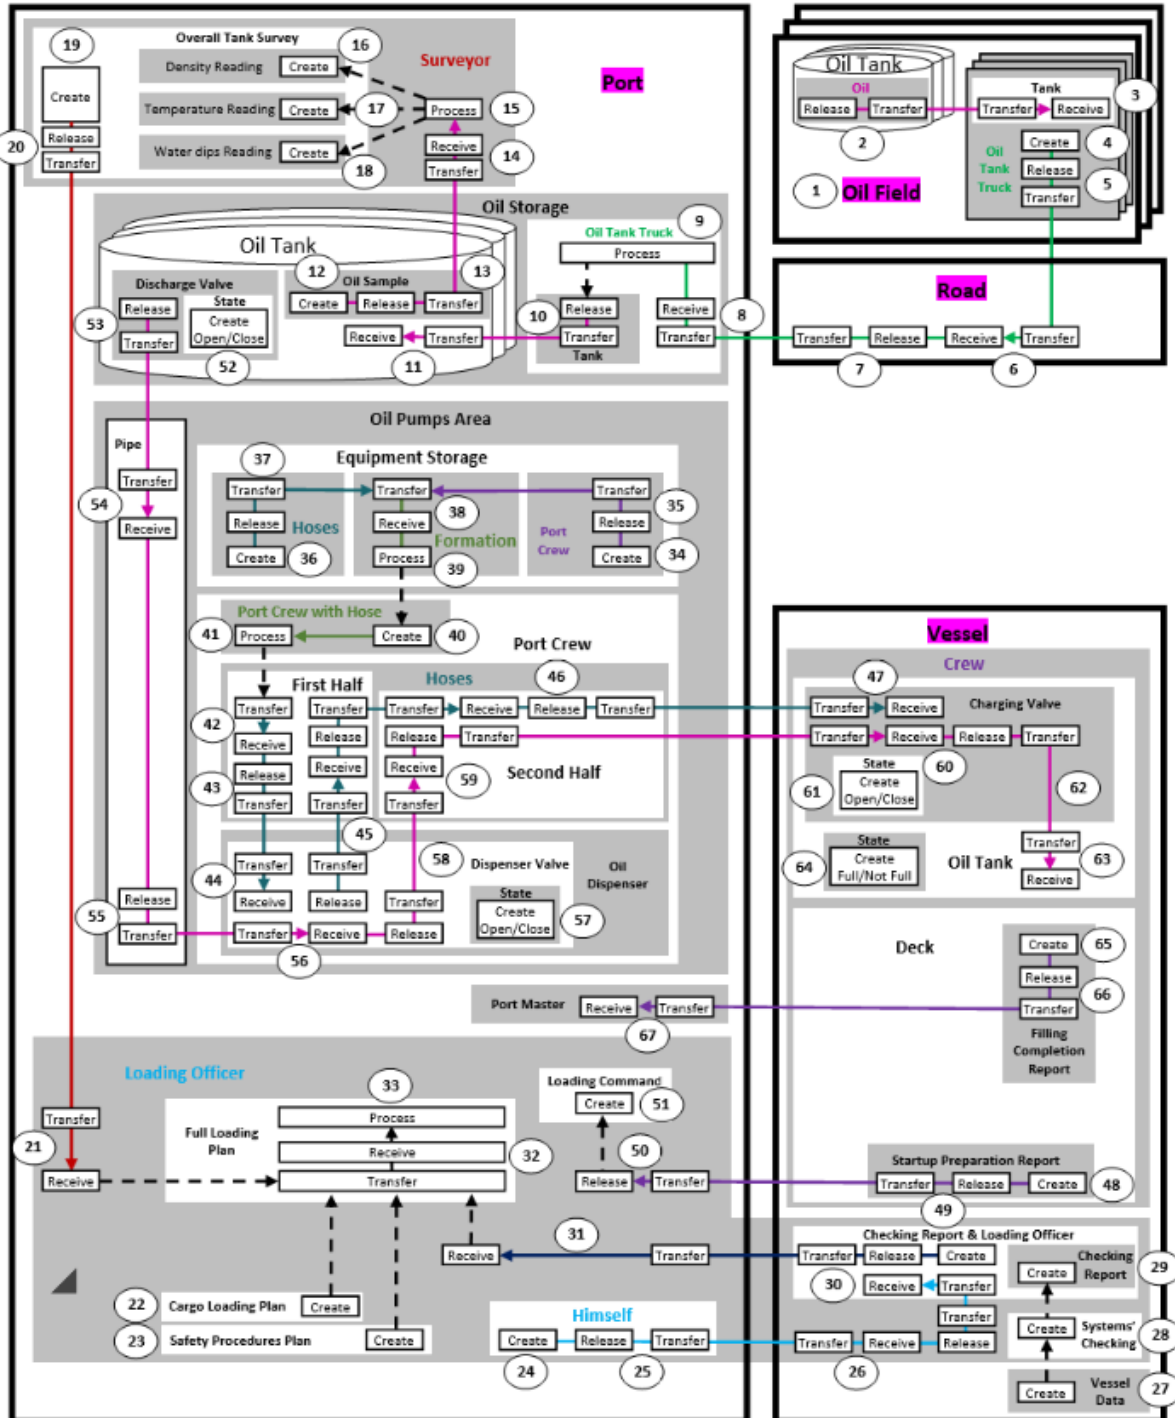 19
Overall Tank Survey
16
Density Reading
Create
Surveyor
Create
Temperature Reading
Create
17
Process
15
20
Release
Transfer
Water dips Reading
Create
18
Receive
14
Transfer
Port
Oil Tank
Oil
Release
Transfer
2
Tank
Transfer
Receive
3
Create
4
Oil
Tank
Truck
Release
5
Transfer
1
Oil Field
Oil Storage
Oil Tank
9
Oil Tank Truck
Process
12
13
Oil Sample
Create
Release
Transfer
Discharge Valve
Release
State
Create
Open/Close
53
Transfer
52
Receive
Transfer
11
10
Release
Transfer
Tank
Receive
8
Transfer
Road
Transfer
Release
Receive
Transfer
7
6
Oil Pumps Area
Pipe
Transfer
54
Receive
37
Equipment Storage
Transfer
Release
Hoses
Create
36
Transfer
38
Receive
Formation
Process
39
Transfer
35
Release
Port
Crew
Create
34
Port Crew with Hose
41
Process
Create
40
Port Crew
First Half
Hoses
46
Transfer
Transfer
Transfer
Receive
Release
Transfer
42
Receive
Release
Release
Transfer
43
Release
Receive
Receive
59
Second Half
Transfer
Transfer
Transfer
45
58
Dispenser Valve
Oil
Dispenser
Transfer
Transfer
44
Receive
Release
Transfer
State
Create
Open/Close
57
Release
55
Transfer
Transfer
Receive
Release
56
Vessel
Crew
47
Transfer
Receive
Charging Valve
Transfer
Receive
Release
Transfer
60
State
61
Create
Open/Close
62
State
64
Create
Full/Not Full
Oil Tank
Transfer
63
Receive
Deck
Create
65
Release
66
Transfer
Filling
Completion
Report
Port Master
Receive
Transfer
67
Loading Officer
33
Loading Command
Create
51
Process
Transfer
Full Loading
Plan
Receive
32
21
50
Receive
Transfer
Release
Transfer
Startup Preparation Report
Transfer
Release
Create
48
49
Checking Report & Loading Officer
31
Receive
Transfer
Transfer
Release
Create
Checking
Report
29
30
Receive
Transfer
Create
22
Cargo Loading Plan
Create
23
Safety Procedures Plan
Create
Himself
Create
Release
Transfer
24
25
Transfer
Transfer
Receive
Release
26
Create
Systems'
Checking
28
Create
Vessel
Data
27